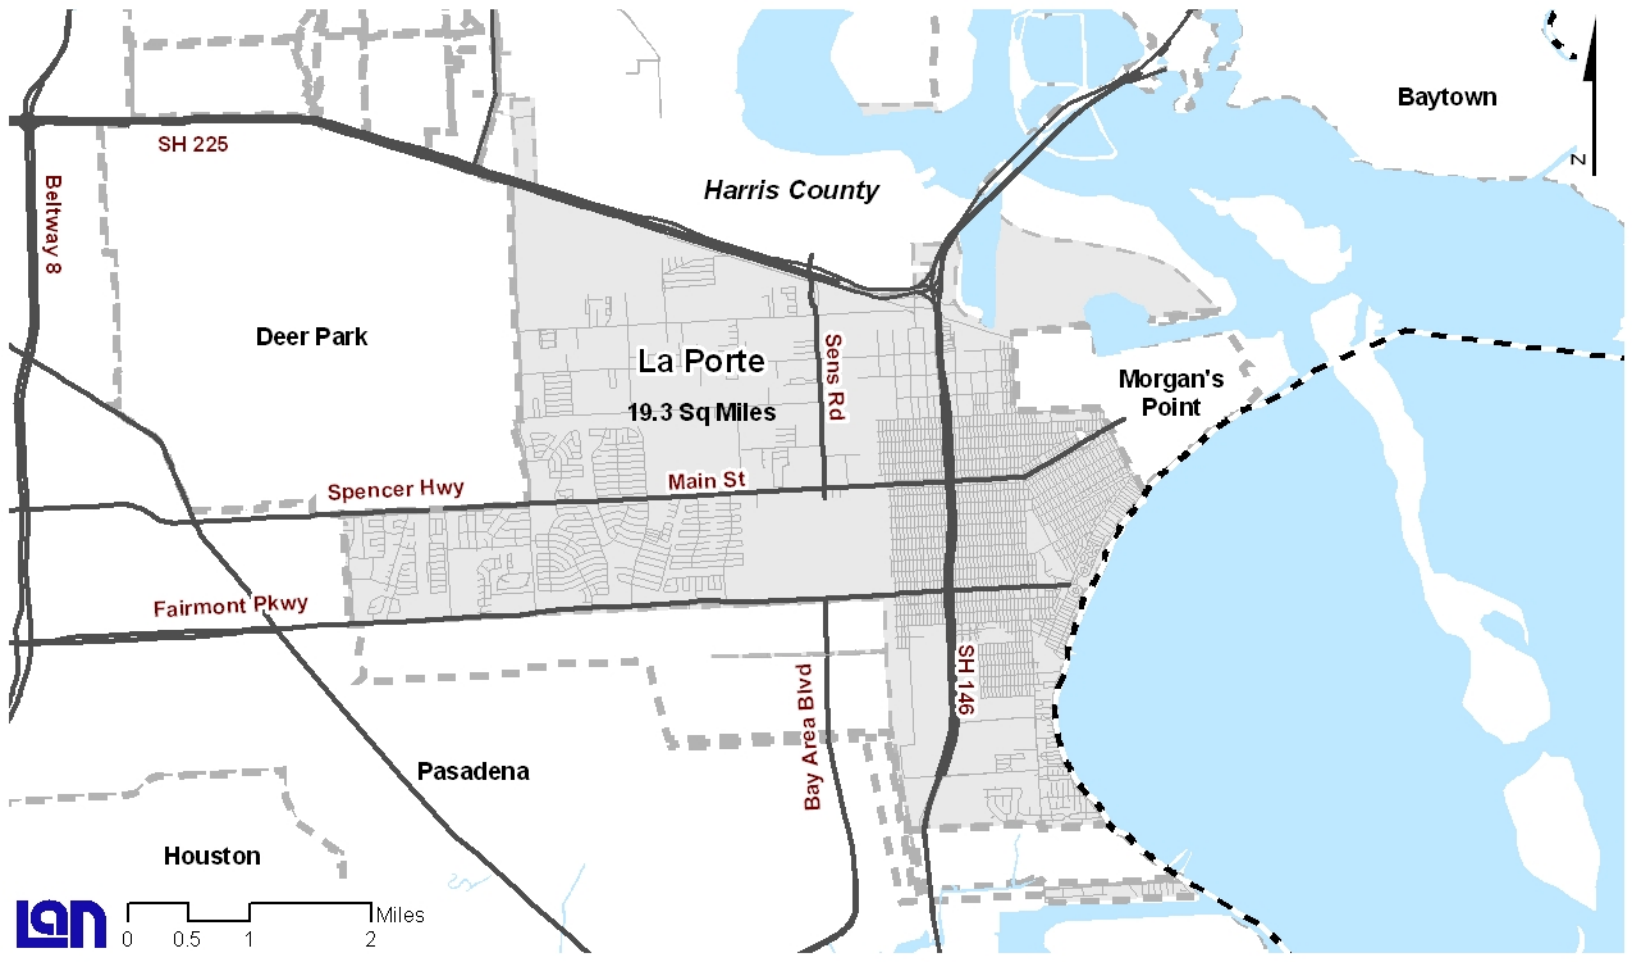 Baytown
SH 225
N
Beltway 8
Harris County
Deer Park
La Porte
19.3 Sq Miles
Sens Rd
Morgan's
Point
Main St
Spencer Hwy
Fairmont Pkwy
SH 146
Bay Area Blvd
Pasadena
Houston
LAN
Miles
0 0.5 1 2